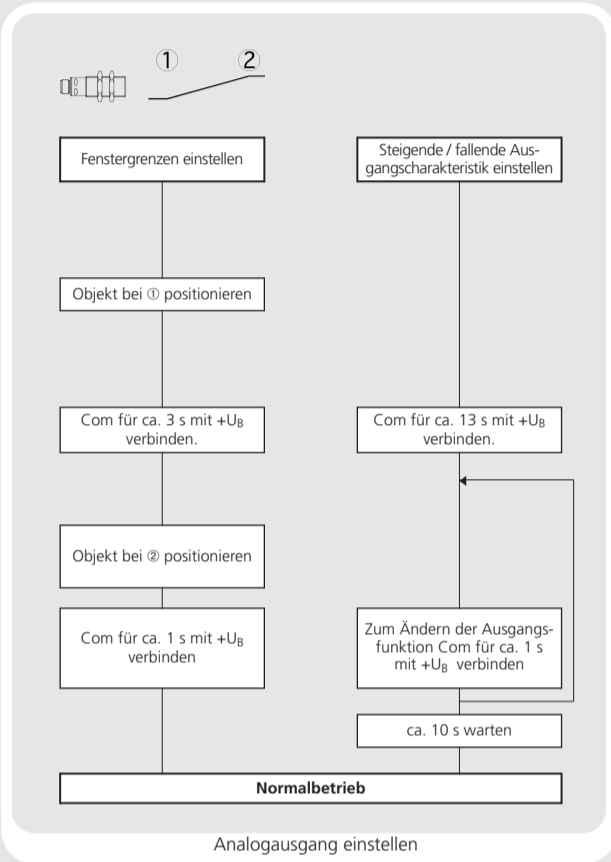 ① ②
Fenstergrenzen einstellen
Objekt bei ① positionieren
Com für ca. 3 s mit +UB
verbinden.
Objekt bei ② positionieren
Com für ca. 1 s mit +UB
verbinden
Steigende / fallende Aus-
gangscharakteristik einstellen
Com für ca. 13 s mit +UB
verbinden.
Zum Ändern der Ausgangs-
funktion Com für ca. 1 s
mit +UB verbinden
ca. 10 s warten
Normalbetrieb
Analogausgang einstellen